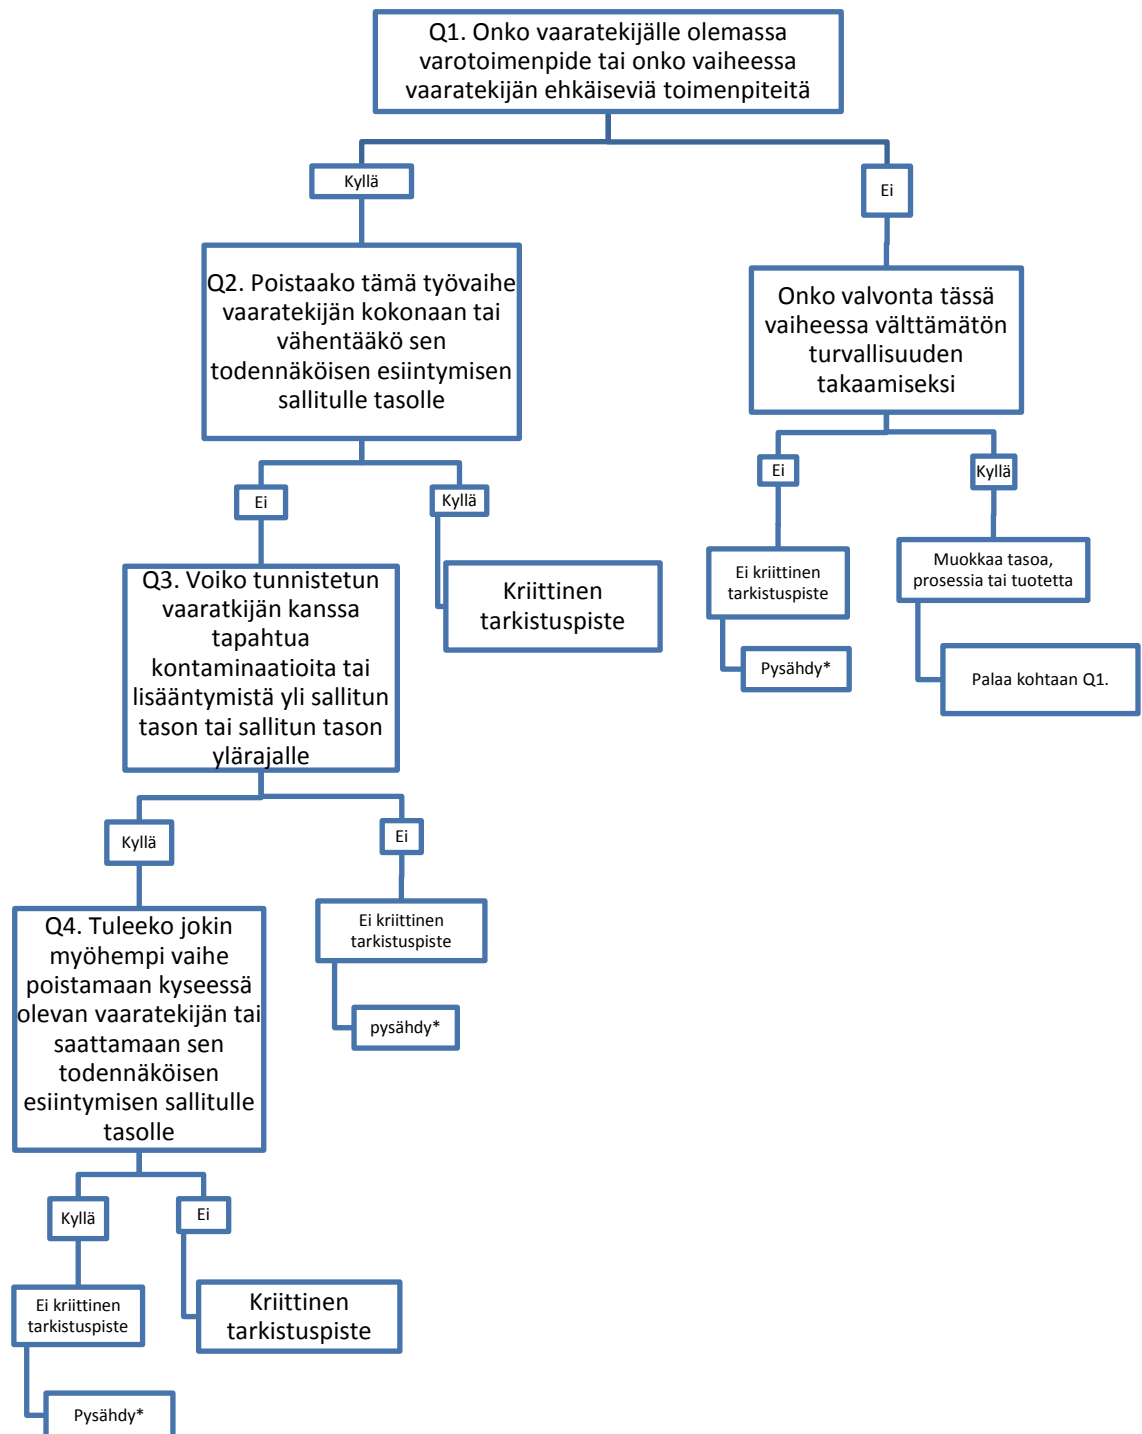 Q1. Onko vaaratekijälle olemassa
varotoimenpide tai onko vaiheessa
vaaratekijän ehkäiseviä toimenpiteitä
Kyllä
Ei
Q2. Poistaako tämä työvaihe
vaaratekijän kokonaan tai
vähentääkö sen
todennäköisen esiintymisen
sallitulle tasolle
Onko valvonta tässä
vaiheessa välttämätön
turvallisuuden
takaamiseksi
Ei
Kyllä
Ei
Kyllä
Q3. Voiko tunnistetun
vaaratkijän kanssa
tapahtua
kontaminaatioita tai
lisääntymistä yli sallitun
tason tai sallitun tason
ylärajalle
Kriittinen
tarkistuspiste
Ei kriittinen
tarkistuspiste
Muokkaa tasoa,
prosessia tai tuotetta
Pysähdy*
Palaa kohtaan Q1.
Kyllä
Ei
Q4. Tuleeko jokin
myöhempi vaihe
poistamaan kyseessä
olevan vaaratekijän tai
saattamaan sen
todennäköisen
esiintymisen sallitulle
tasolle
Ei kriittinen
tarkistuspiste
pysähdy*
Kyllä
Ei
Ei kriittinen
tarkistuspiste
Kriittinen
tarkistuspiste
Pysähdy*